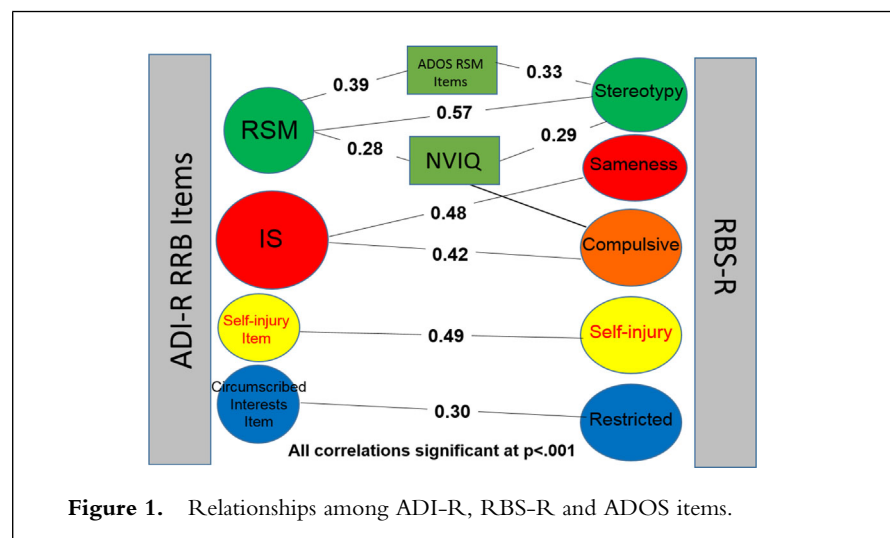 ADI-R RRB Items
RSM
IS
Self-injury
Item
Circumscribed
Interests
Item
ADOS RSM
Items
NVIQ
0.39
0.33
0.57
0.28
0.29
0.48
0.42
0.49
0.30
Stereotypy
Sameness
Compulsive
Self-injury
Restricted
RBS-R
All correlations significant at p<.001
Figure 1. Relationships among ADI-R, RBS-R and ADOS items.